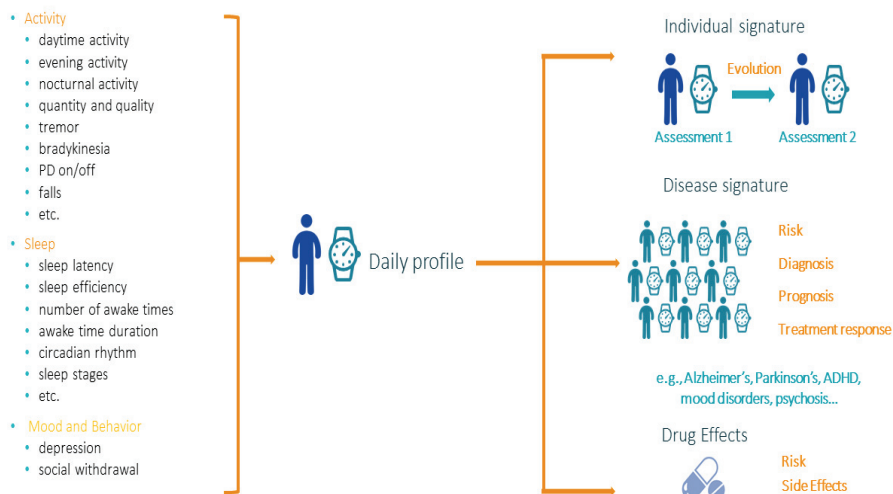 • Activity
• daytime activity
• evening activity
• nocturnal activity
• quantity and quality
• tremor
• bradykinesia
• PD on/off
• falls
• etc.
• Sleep
• sleep latency
• sleep efficiency
• number of awake times
• awake time duration
• circadian rhythm
• sleep stages
• etc.
• Mood and Behavior
• depression
• social withdrawal
Daily profile
Individual signature
Evolution
Assessment 1
Assessment 2
Disease signature
Risk
Diagnosis
Prognosis
Treatment response
e.g., Alzheimer's, Parkinson's, ADHD,
mood disorders, psychosis...
Drug Effects
Risk
Side Effects